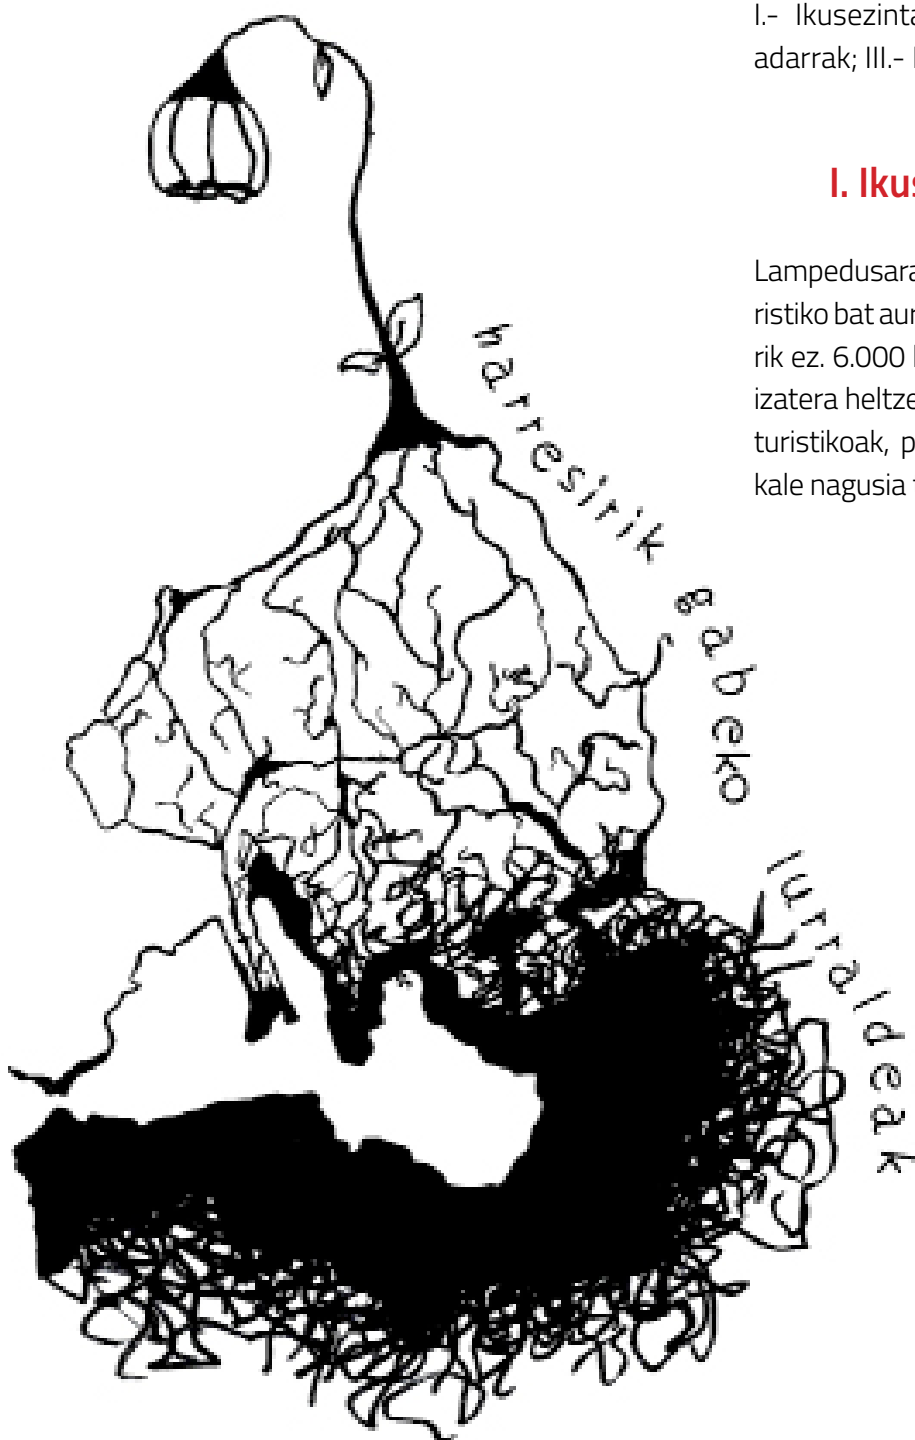 I.- Ikusezinta
adarrak; III.-
I. Ikus
Lampedusara
ristiko bat aur
rik ez. 6.000
izatera heltze
turistikoak, p
kale nagusia
harresirik gabeko lurraldeak